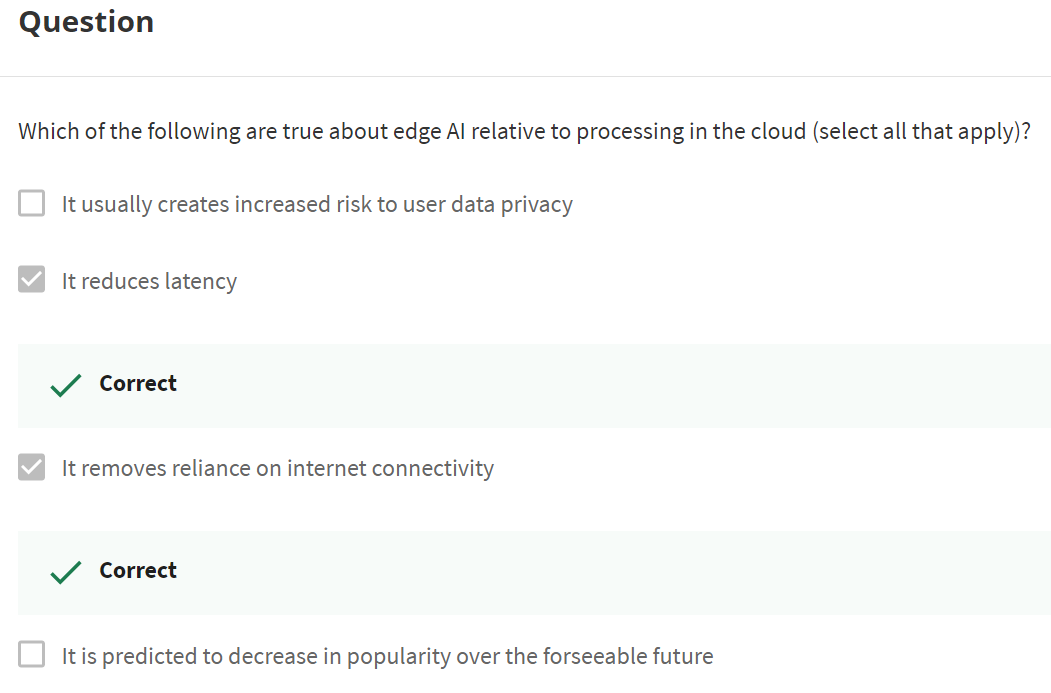 Question
Which of the following are true about edge AI relative to processing in the cloud (select all that apply)?
It usually creates increased risk to user data privacy
It reduces latency
Correct
It removes reliance on internet connectivity
Correct
It is predicted to decrease in popularity over the forseeable future